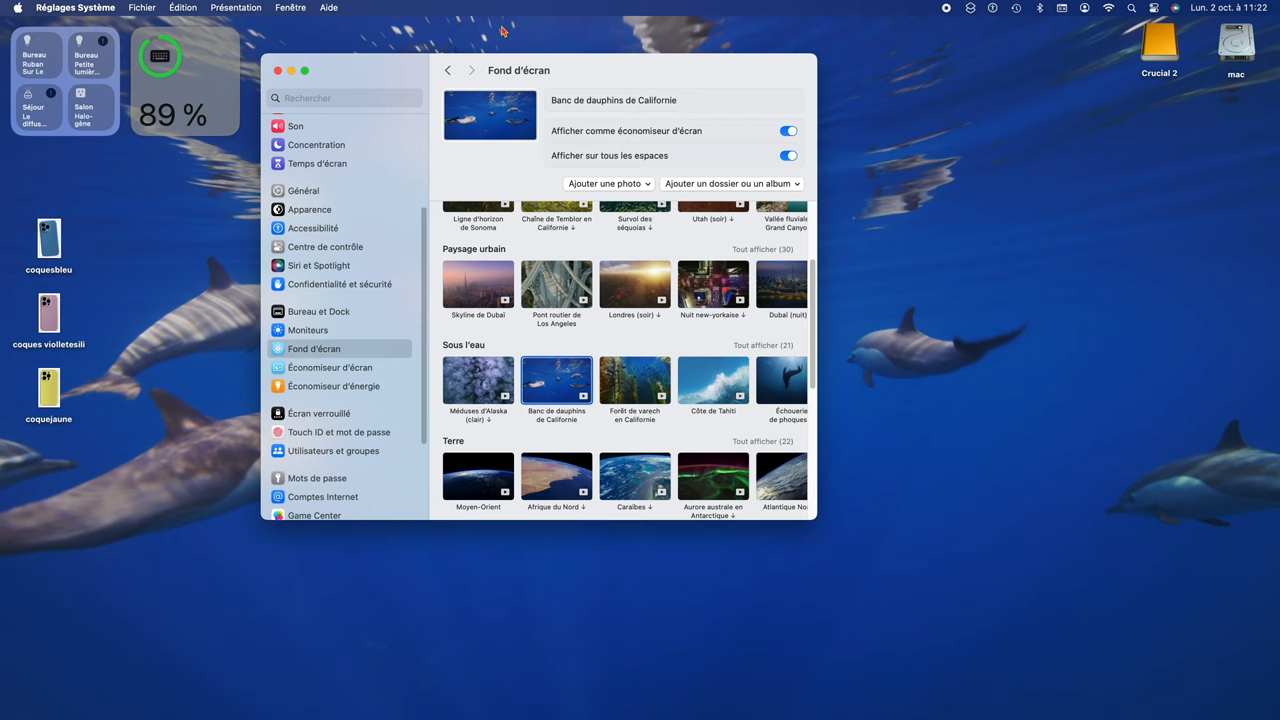 Réglages Système Fichier Édition Présentation Fenêtre Aide
Lun. 2 oct. à 11:22
Bureau
Ruban
Sur Le
Bureau
Petite
lumièr...
Séjour
Le
diffus...
Salon
Halo-
gène
89 %
coquesbleu
coques violletesili
coquejaune
Crucial 2
mac
Rechercher
Son
Concentration
Temps d'écran
Général
Apparence
Accessibilité
Centre de contrôle
Siri et Spotlight
Confidentialité et sécurité
Bureau et Dock
Moniteurs
Fond d'écran
Économiseur d'écran
Économiseur d'énergie
Écran verrouillé
Touch ID et mot de passe
Utilisateurs et groupes
Mots de passe
Comptes Internet
Game Center
Fond d'écran
Banc de dauphins de Californie
Afficher comme économiseur d'écran
Afficher sur tous les espaces
Ajouter une photo
Ajouter un dossier ou un album
Ligne d'horizon
de Sonoma
Chaîne de Temblor en
Californie ↓
Survol des
séquoias ↓
Utah (soir) ↓
Vallée fluviale
Grand Canyo
Paysage urbain
Tout afficher (30)
Skyline de Dubaï
Pont routier de
Los Angeles
Londres (soir) ↓
Nuit new-yorkaise ↓
Dubaï (nuit)
Sous l'eau
Tout afficher (21)
Méduses d'Alaska
(clair) ↓
Banc de dauphins
de Californie
Forêt de varech
en Californie
Côte de Tahiti
Échouerie
de phoques
Terre
Tout afficher (22)
Moyen-Orient
Afrique du Nord ↓
Caraïbes ↓
Aurore australe en
Antarctique ↓
Atlantique No